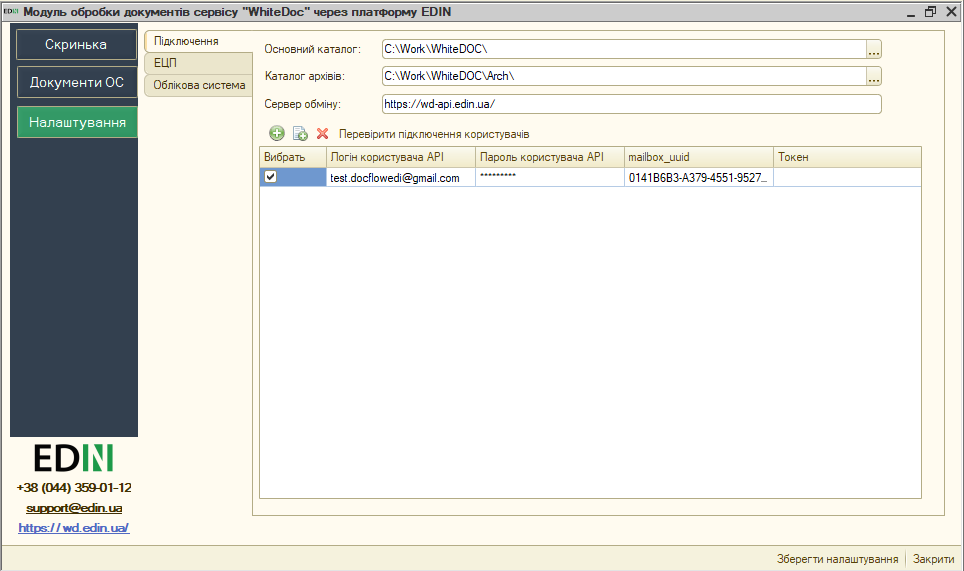 EDIN Модуль обробки документів сервісу "WhiteDoc" через платформу EDIN
Скринька
Документи ОС
Налаштування
Підключення
ЕЦП
Облікова система
Основний каталог: C:\Work\WhiteDOC\ ...
Каталог архівів: C:\Work\WhiteDOC\Arch\ ...
Сервер обміну: https://wd-api.edin.ua/
Перевірити підключення користувачів
Вибрать Логін користувача API Пароль користувача API mailbox_uuid Токен
test.docflowedi@gmail.com ********* 0141B6B3-A379-4551-9527...
EDIN
+38 (044) 359-01-12
support@edin.ua
https://wd.edin.ua/
Зберегти налаштування Закрити